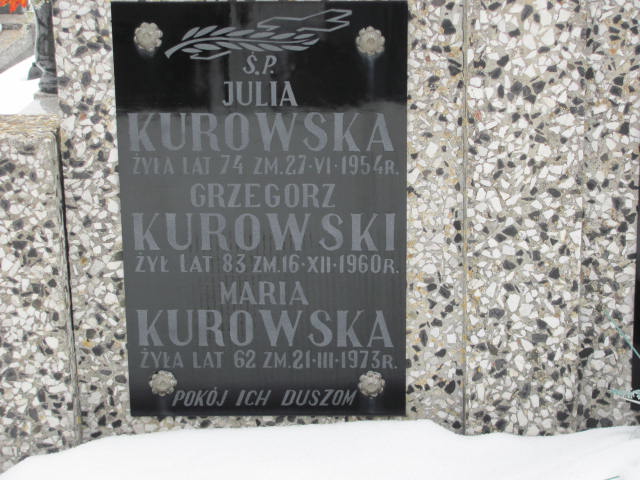 Ś.P.
JULIA
KUROWSKA
ŻYŁA LAT 74 ZM.27·VI·1954R.
GRZEGORZ
KUROWSKI
ŻYŁ LAT 83 ZM.16·XII·1960R.
MARIA
KUROWSKA
ŻYŁA LAT 62 ZM.21·III·1973R.
POKÓJ ICH DUSZOM